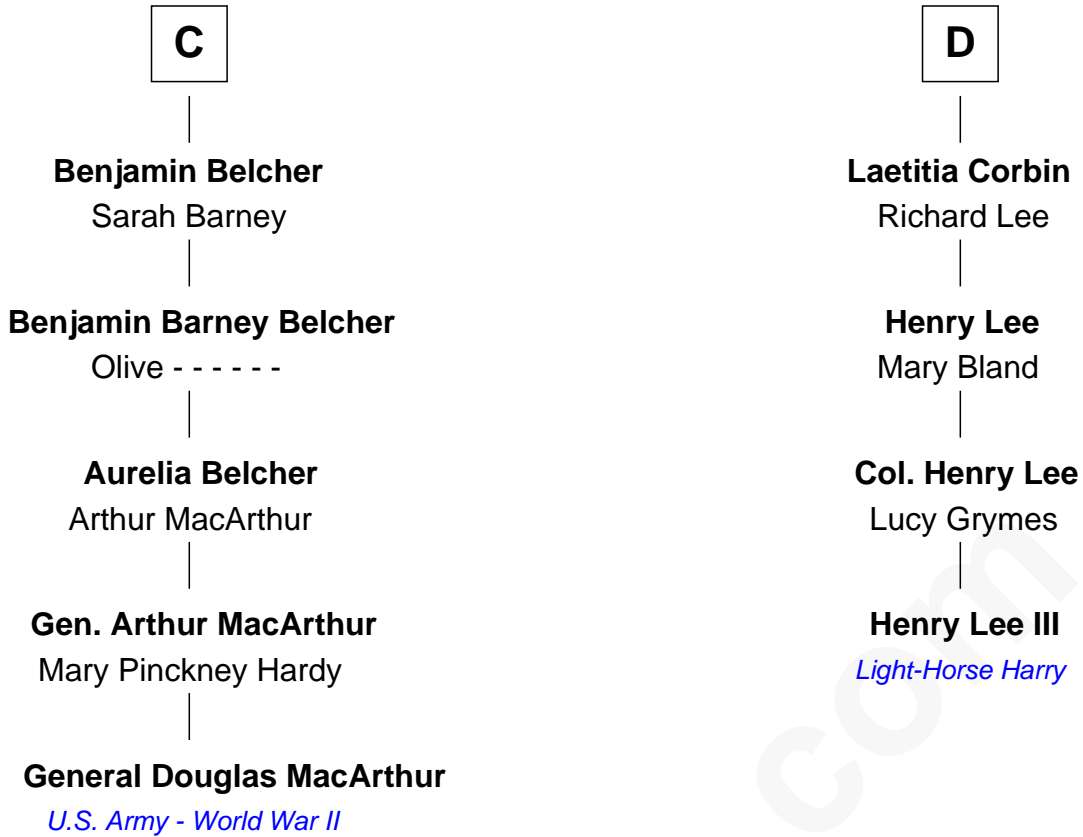 C
Benjamin Belcher
Sarah Barney
Benjamin Barney Belcher
Olive - - - - - -
Aurelia Belcher
Arthur MacArthur
Gen. Arthur MacArthur
Mary Pinckney Hardy
General Douglas MacArthur
U.S. Army - World War II
D
Laetitia Corbin
Richard Lee
Henry Lee
Mary Bland
Col. Henry Lee
Lucy Grymes
Henry Lee III
Light-Horse Harry
com